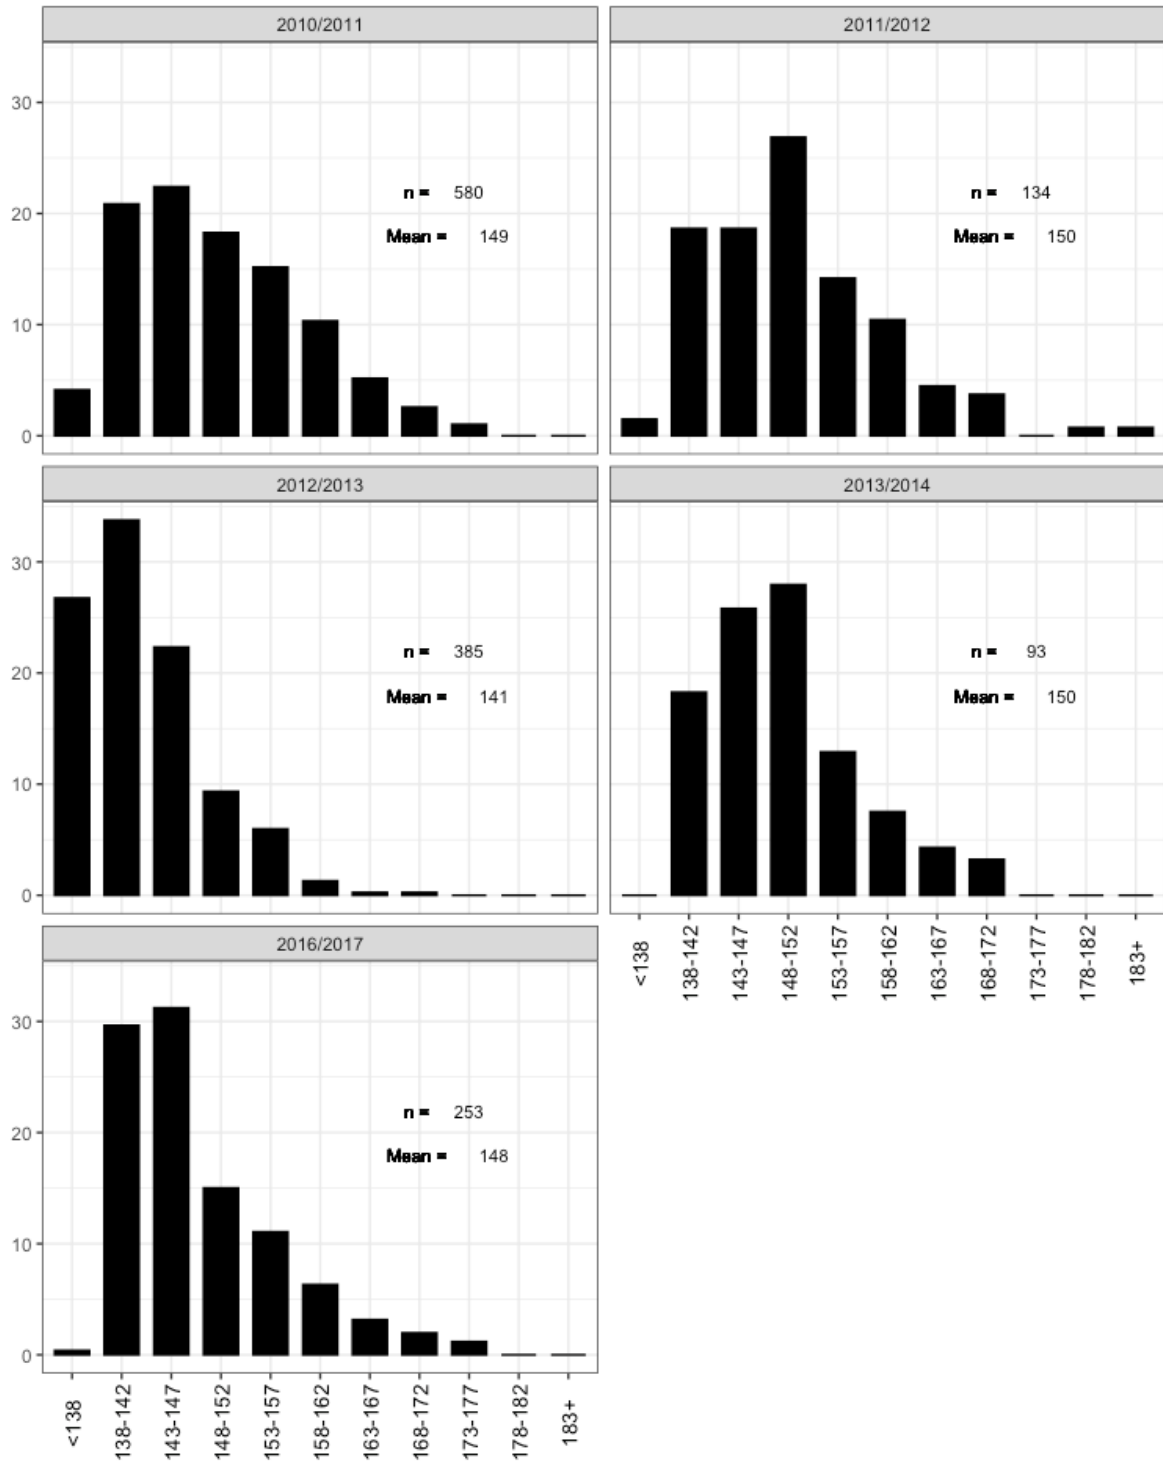 2010/2011
2011/2012
30
20
10
0
n = 580
Mean = 149
n = 134
Mean = 150
2012/2013
2013/2014
30
20
10
0
n = 385
Mean = 141
n = 93
Mean = 150
<138 138-142 143-147 148-152 153-157 158-162 163-167 168-172 173-177 178-182 183+
2016/2017
30
20
10
0
n = 253
Mean = 148
<138 138-142 143-147 148-152 153-157 158-162 163-167 168-172 173-177 178-182 183+